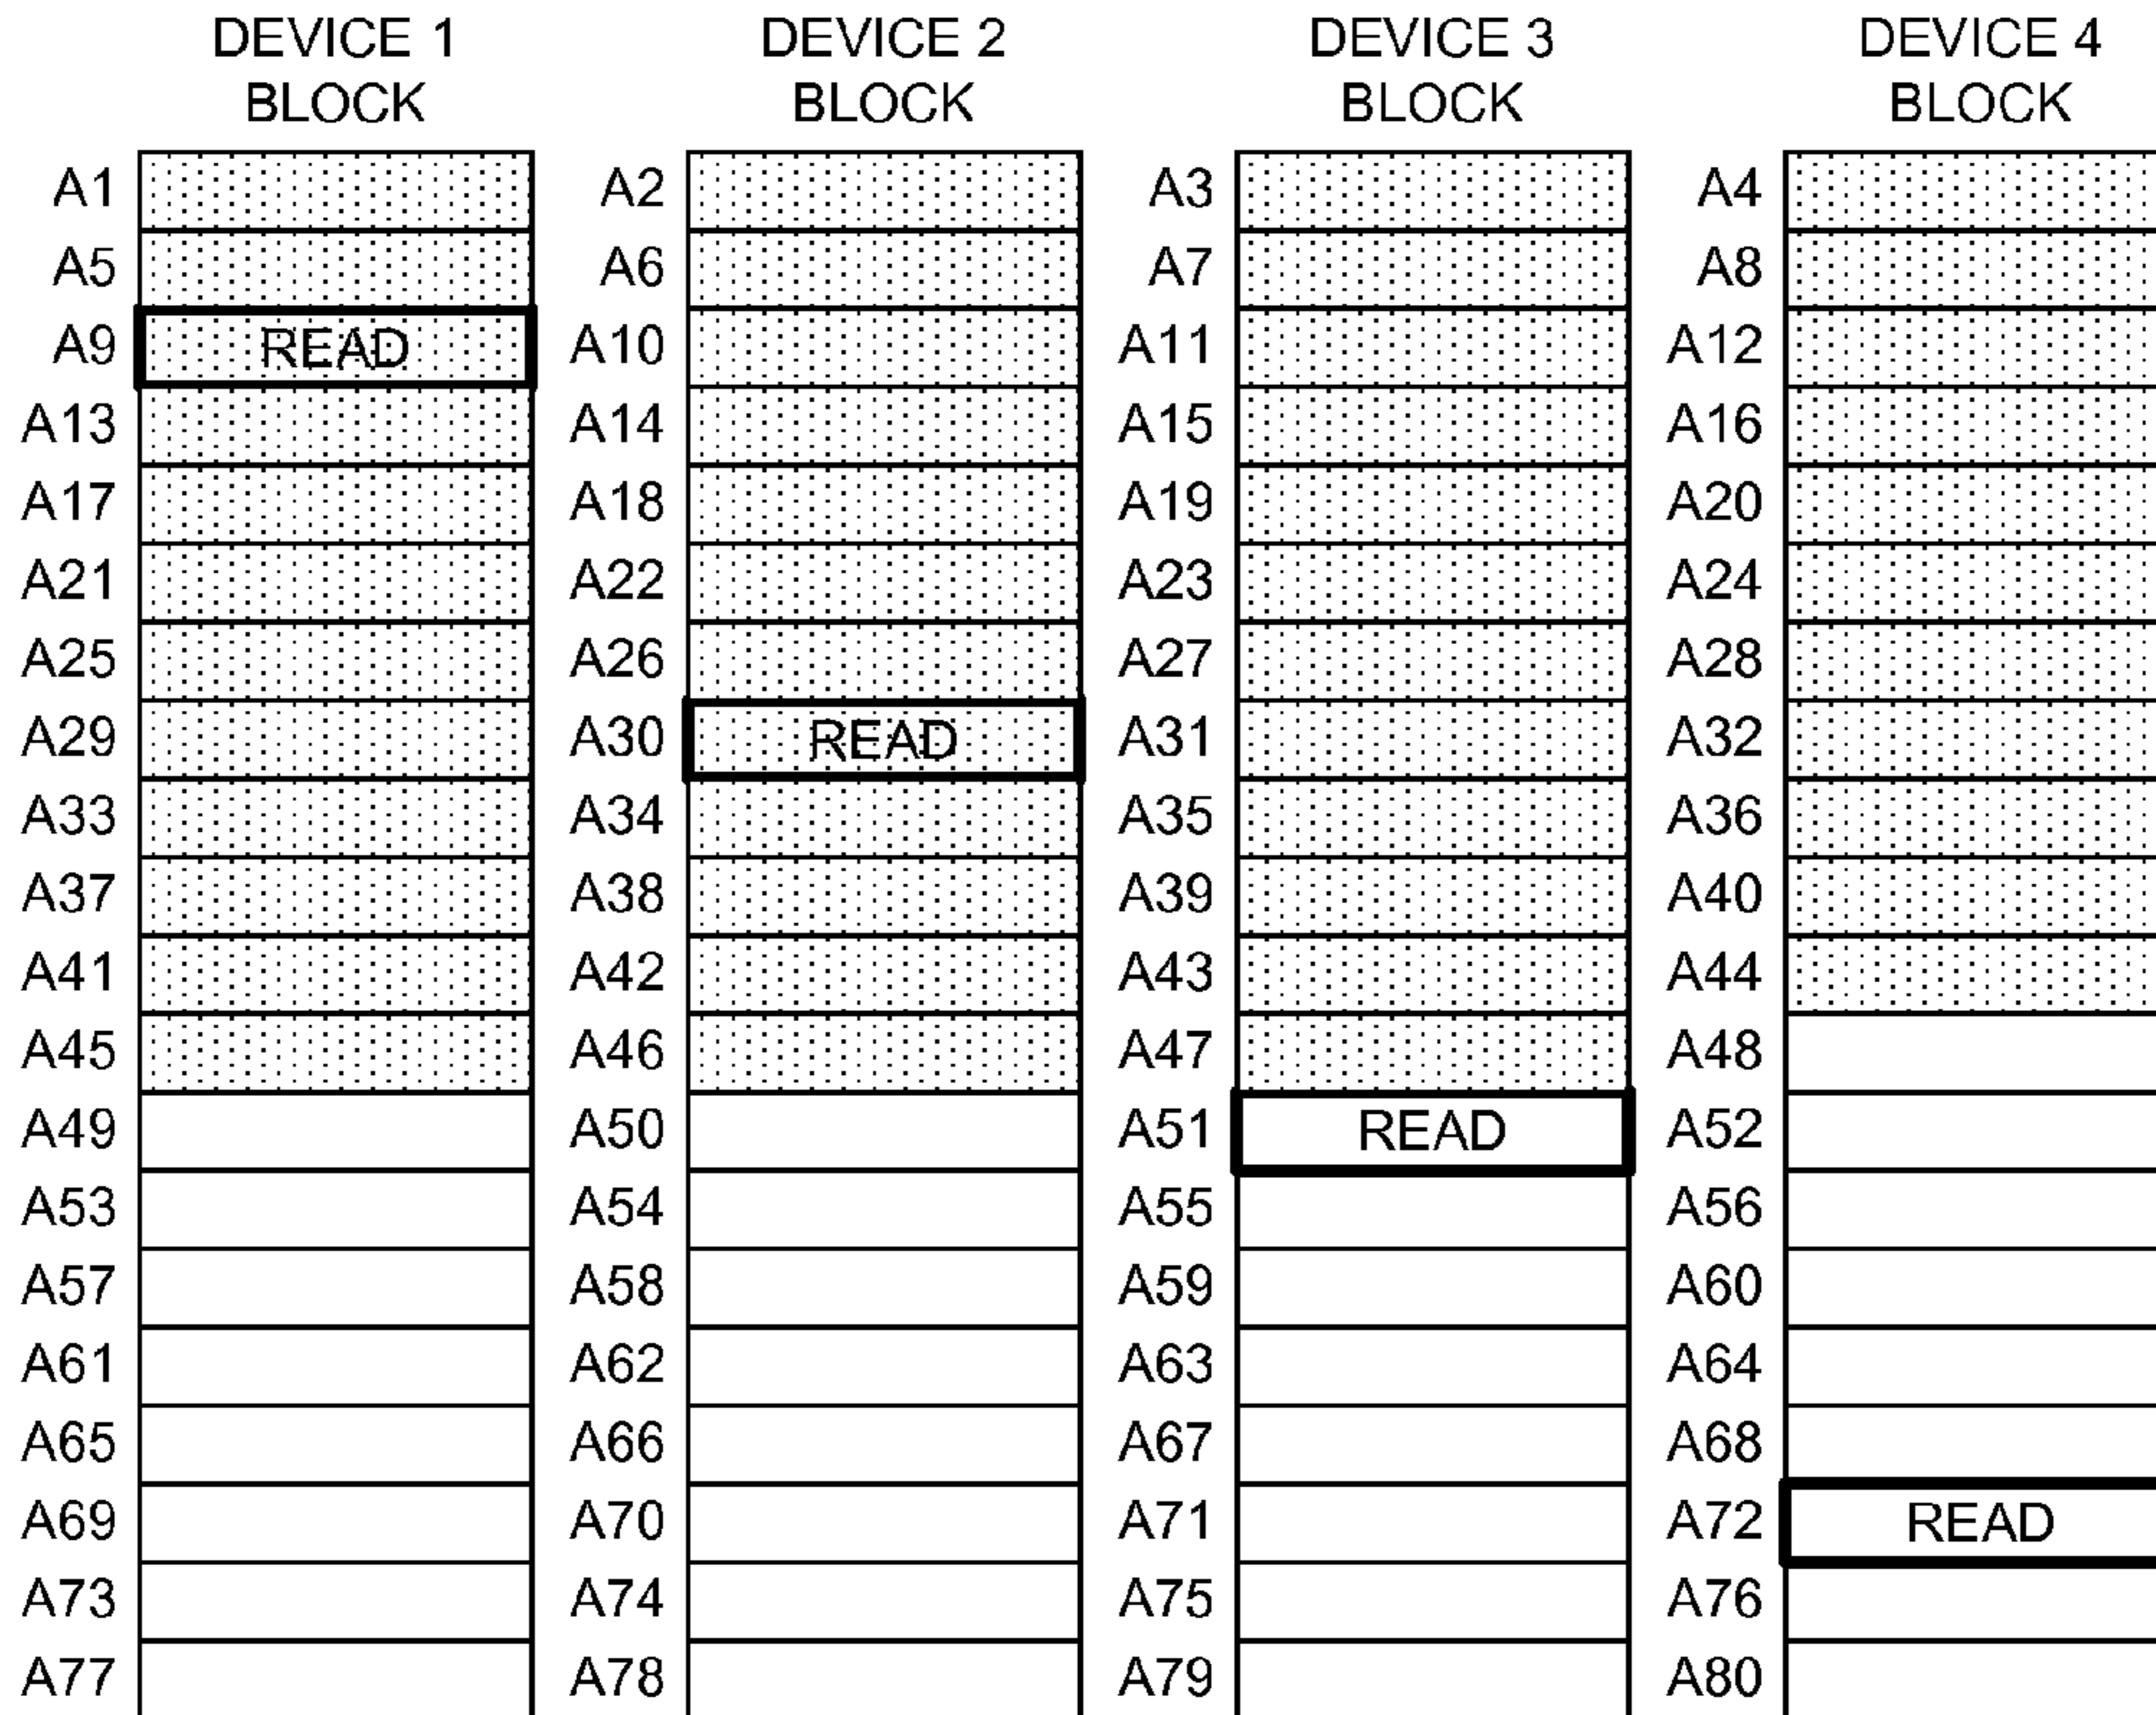 DEVICE 1 DEVICE 2 DEVICE 3 DEVICE 4
BLOCK BLOCK BLOCK BLOCK
A1 A2 A3 A4
A5 A6 A7 A8
A9 READ A10 A11 A12
A13 A14 A15 A16
A17 A18 A19 A20
A21 A22 A23 A24
A25 A26 A27 A28
A29 A30 READ A31 A32
A33 A34 A35 A36
A37 A38 A39 A40
A41 A42 A43 A44
A45 A46 A47 A48
A49 A50 A51 READ A52
A53 A54 A55 A56
A57 A58 A59 A60
A61 A62 A63 A64
A65 A66 A67 A68
A69 A70 A71 A72 READ
A73 A74 A75 A76
A77 A78 A79 A80